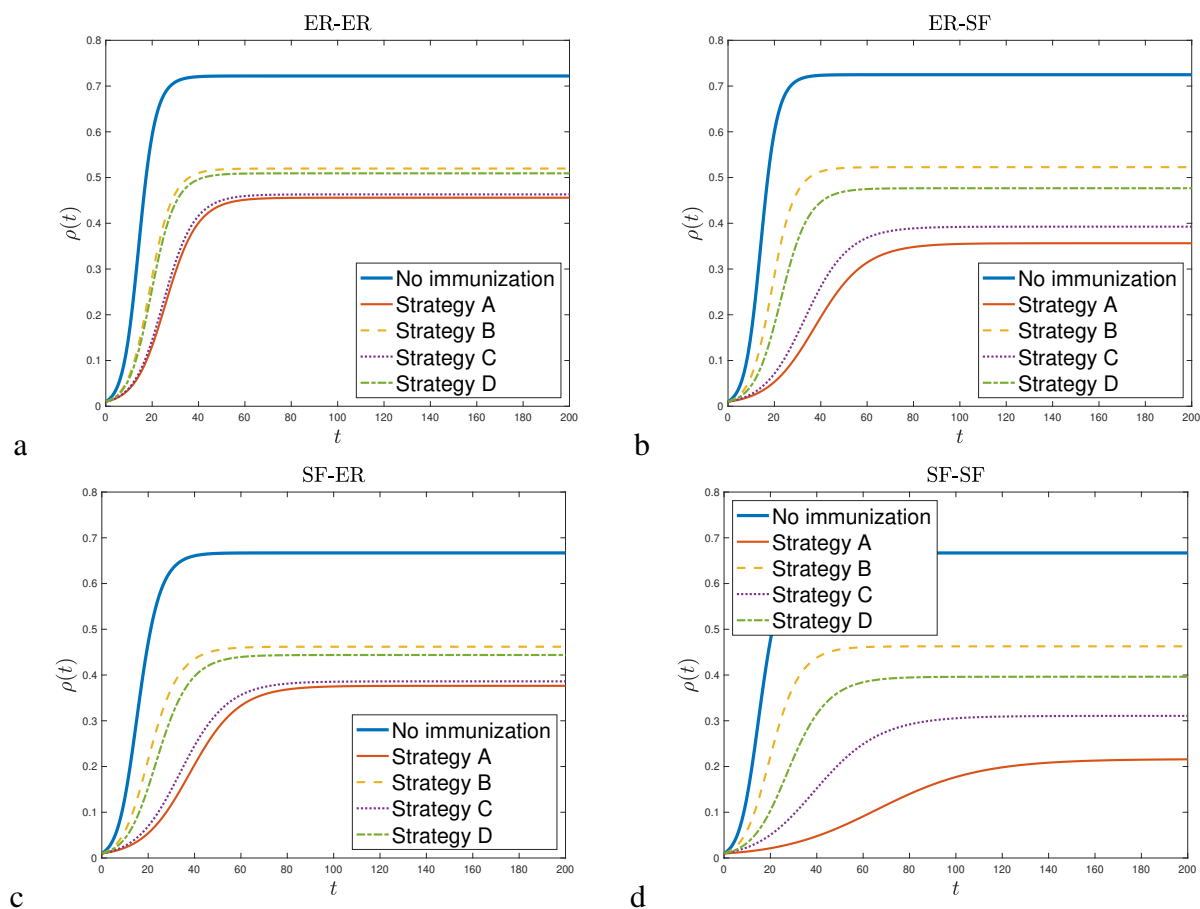 ER-ER
0.8
0.7
0.6
0.5
0.4
0.3
0.2
0.1
0
ρ(t)
No immunization
Strategy A
Strategy B
Strategy C
Strategy D
0 20 40 60 80 100 120 140 160 180 200
t
a
ER-SF
0.8
0.7
0.6
0.5
0.4
0.3
0.2
0.1
0
ρ(t)
No immunization
Strategy A
Strategy B
Strategy C
Strategy D
0 20 40 60 80 100 120 140 160 180 200
t
b
SF-ER
0.8
0.7
0.6
0.5
0.4
0.3
0.2
0.1
0
ρ(t)
No immunization
Strategy A
Strategy B
Strategy C
Strategy D
0 20 40 60 80 100 120 140 160 180 200
t
c
SF-SF
0.8
0.7
0.6
0.5
0.4
0.3
0.2
0.1
0
ρ(t)
No immunization
Strategy A
Strategy B
Strategy C
Strategy D
0 20 40 60 80 100 120 140 160 180 200
t
d